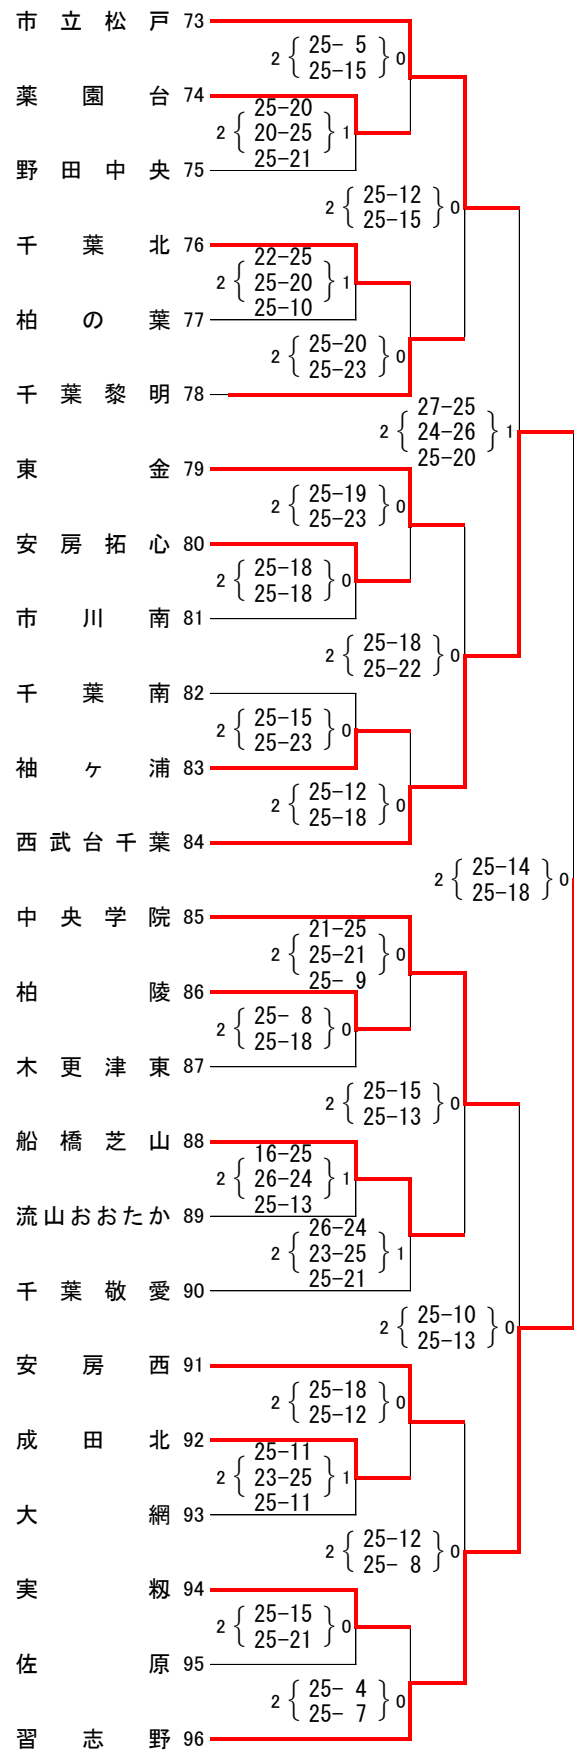 市立松戸 73
2 { 25- 5 } 0
25-15
薬園台 74
25-20
2 { 20-25 } 1
25-21
野田中央 75
2 { 25-12 } 0
25-15
千葉北 76
22-25
2 { 25-20 } 1
25-10
柏の葉 77
2 { 25-20 } 0
25-23
千葉黎明 78
27-25
2 { 24-26 } 1
25-20
東金 79
2 { 25-19 } 0
25-23
安房拓心 80
2 { 25-18 } 0
25-18
市川南 81
2 { 25-18 } 0
25-22
千葉南 82
2 { 25-15 } 0
25-23
袖ヶ浦 83
2 { 25-12 } 0
25-18
西武台千葉 84
2 { 25-14 } 0
25-18
中央学院 85
21-25
2 { 25-21 } 0
25- 9
柏陵 86
2 { 25- 8 } 0
25-18
木更津東 87
2 { 25-15 } 0
25-13
船橋芝山 88
16-25
2 { 26-24 } 1
25-13
流山おおたか 89
26-24
2 { 23-25 } 1
25-21
千葉敬愛 90
2 { 25-10 } 0
25-13
安房西 91
2 { 25-18 } 0
25-12
成田北 92
25-11
2 { 23-25 } 1
25-11
大網 93
2 { 25-12 } 0
25- 8
実籾 94
2 { 25-15 } 0
25-21
佐原 95
2 { 25- 4 } 0
25- 7
習志野 96